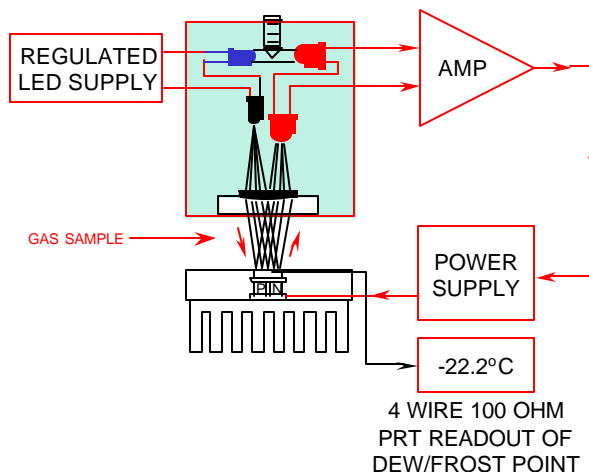 REGULATED
LED SUPPLY
AMP
GAS SAMPLE
P N
POWER
SUPPLY
-22.2°C
4 WIRE 100 OHM
PRT READOUT OF
DEW/FROST POINT